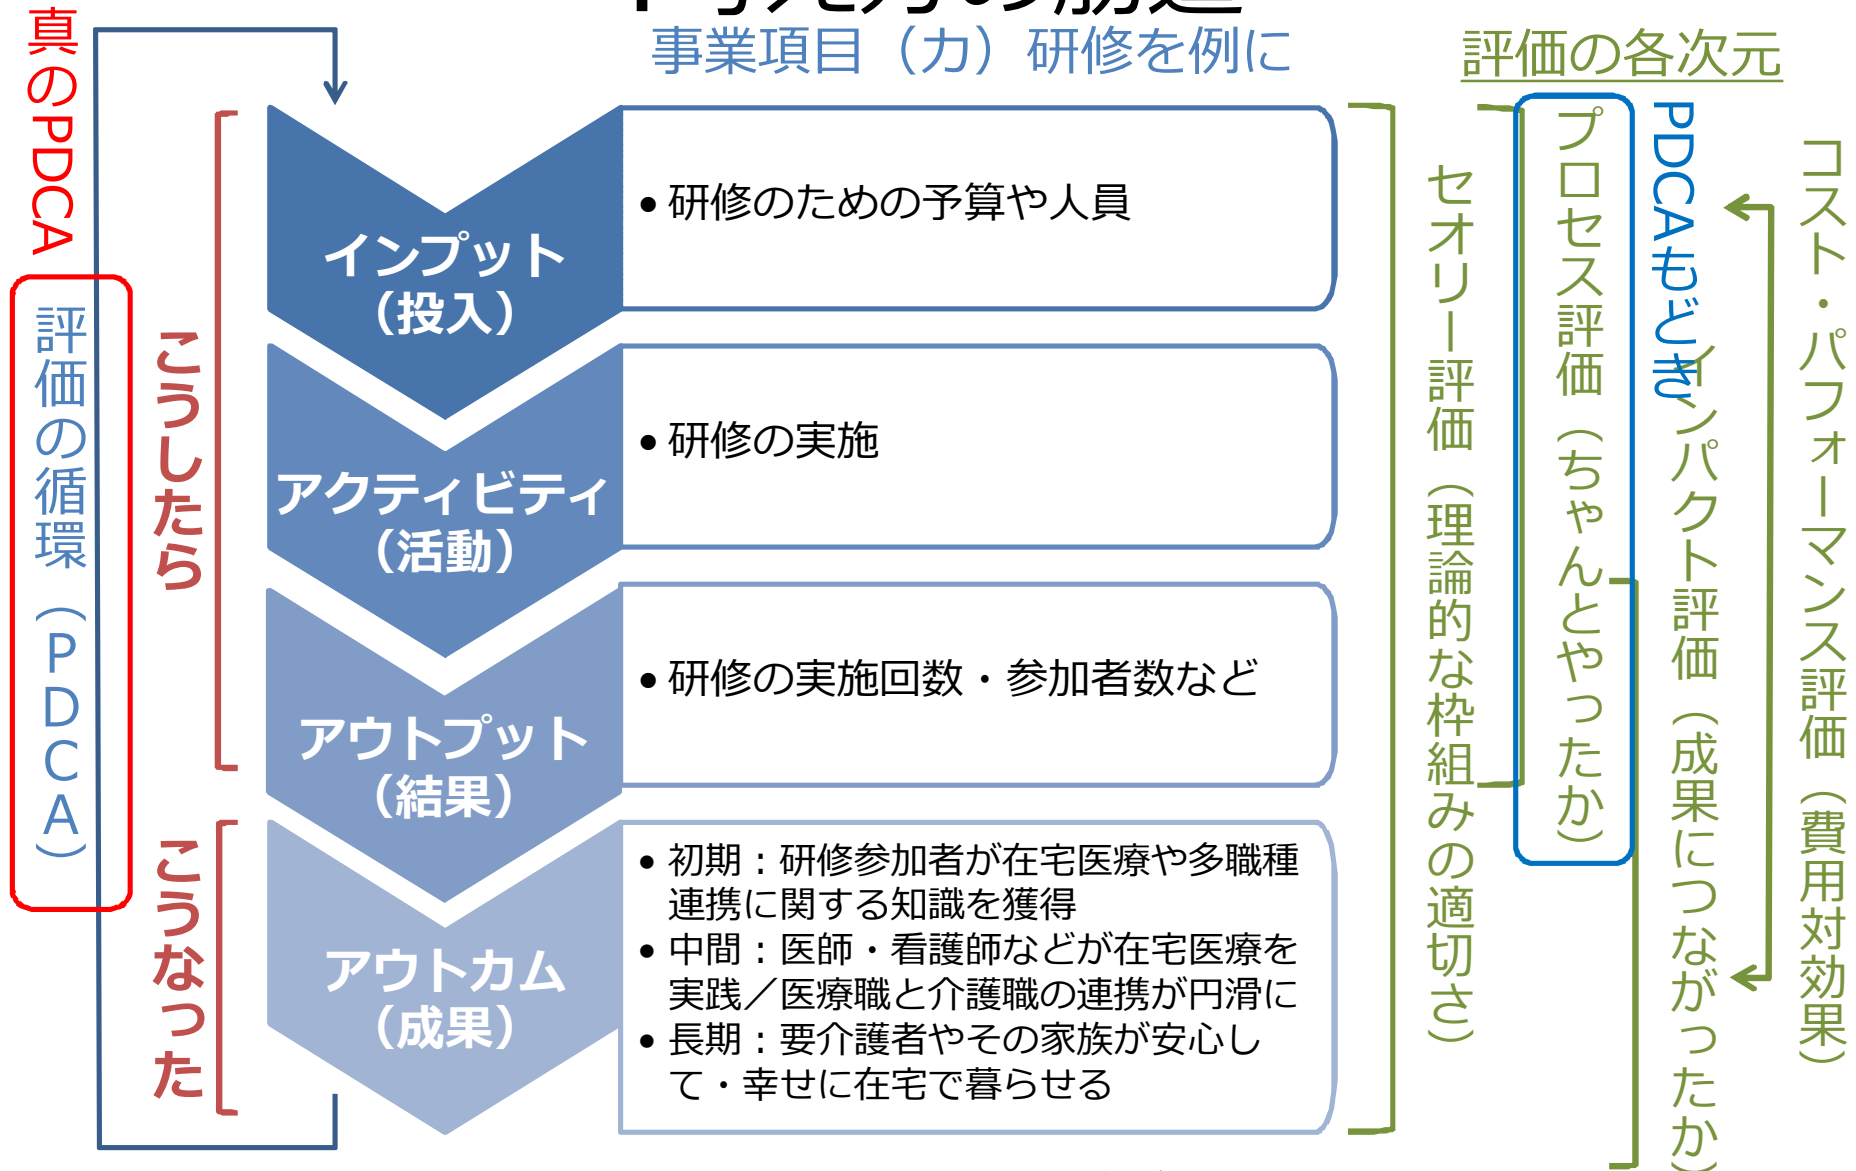 事業項目（カ）研修を例に
評価の各次元
真のPDCA
評価の循環（PDCA）
こうしたら
こうなった
インプット
（投入）
• 研修のための予算や人員
アクティビティ
（活動）
• 研修の実施
アウトプット
（結果）
• 研修の実施回数・参加者数など
アウトカム
（成果）
• 初期：研修参加者が在宅医療や多職種
連携に関する知識を獲得
• 中間：医師・看護師などが在宅医療を
実践／医療職と介護職の連携が円滑に
• 長期：要介護者やその家族が安心し
て・幸せに在宅で暮らせる
セオリー評価（理論的な枠組みの適切さ）
プロセス評価（ちゃんとやったか）
PDCAもどき
インパクト評価（成果につながったか）
コスト・パフォーマンス評価（費用対効果）